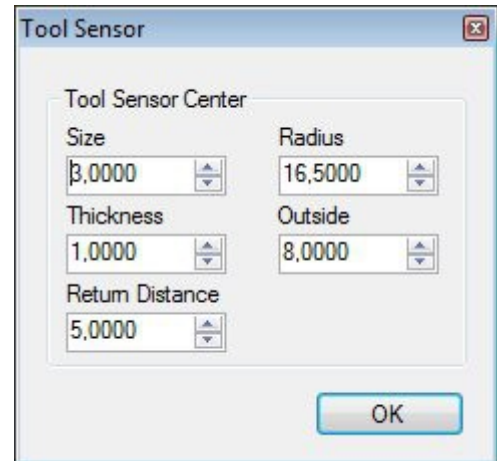 Tool Sensor
Tool Sensor Center
Size Radius
3,0000 16,5000
Thickness Outside
1,0000 8,0000
Return Distance
5,0000
OK